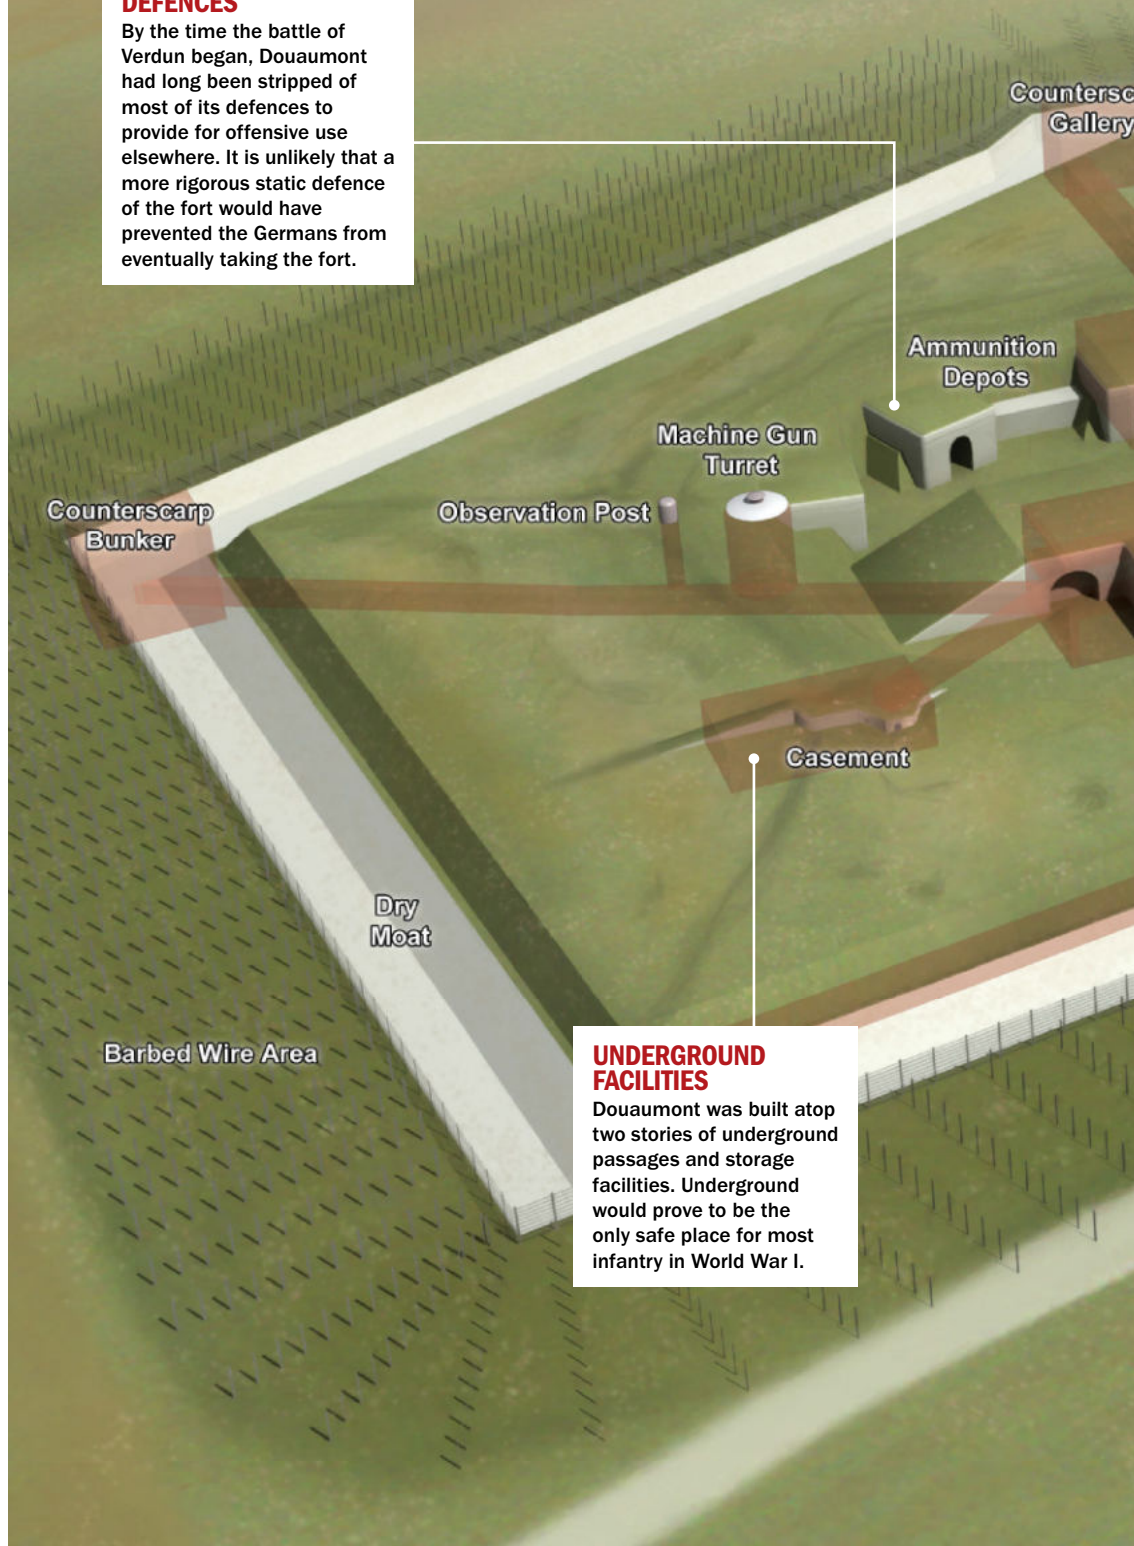 DEFENCES
By the time the battle of
Verdun began, Douaumont
had long been stripped of
most of its defences to
provide for offensive use
elsewhere. It is unlikely that a
more rigorous static defence
of the fort would have
prevented the Germans from
eventually taking the fort.
Gallery
Ammunition
Depots
Machine Gun
Turret
Observation Post
Counterscarp
Bunker
Casement
Dry
Moat
Barbed Wire Area
UNDERGROUND
FACILITIES
Douaumont was built atop
two stories of underground
passages and storage
facilities. Underground
would prove to be the
only safe place for most
infantry in World War I.